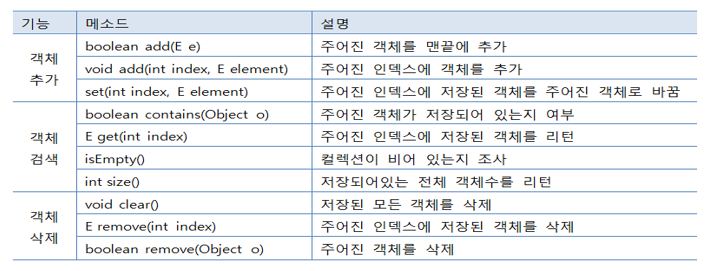 기능 메소드 설명
객체 추가
boolean add(E e) 주어진 객체를 맨끝에 추가
void add(int index, E element) 주어진 인덱스에 객체를 추가
set(int index, E element) 주어진 인덱스에 저장된 객체를 주어진 객체로 바꿈
객체 검색
boolean contains(Object o) 주어진 객체가 저장되어 있는지 여부
E get(int index) 주어진 인덱스에 저장된 객체를 리턴
isEmpty() 컬렉션이 비어 있는지 조사
int size() 저장되어있는 전체 객체수를 리턴
객체 삭제
void clear() 저장된 모든 객체를 삭제
E remove(int index) 주어진 인덱스에 저장된 객체를 삭제
boolean remove(Object o) 주어진 객체를 삭제